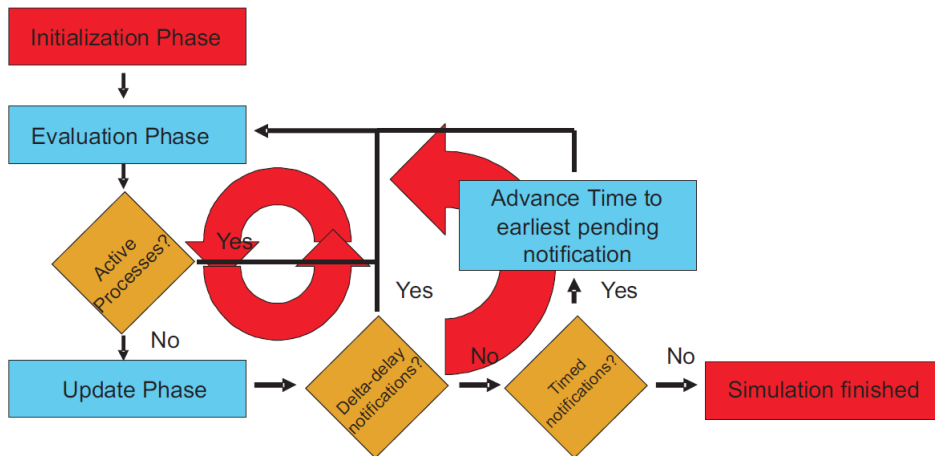 Initialization Phase
Evaluation Phase
Active
Processes?
Yes
No
Update Phase
Delta-delay
notifications?
Yes
No
Timed
notifications?
Yes
Advance Time to
earliest pending
notification
No
Simulation finished